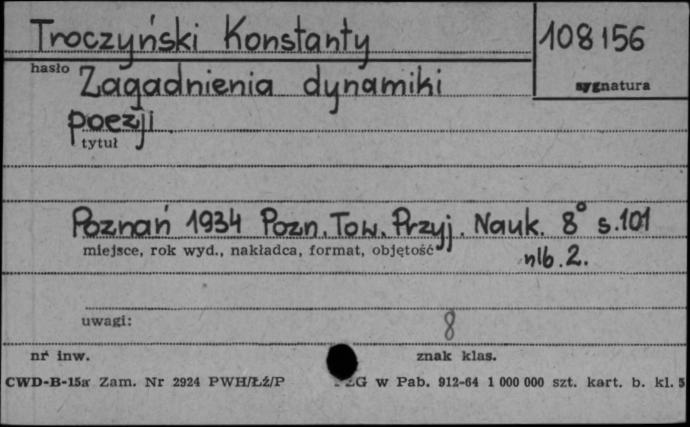 Troczyński Konstanty
108156
hasło
Zagadnienia dynamiki
sygnatura
poezji
tytuł
Poznań 1934 Pozn. Tow. Przyj. Nauk. 8° s. 101
miejsce, rok wyd., nakładca, format, objętość
nlb. 2.
uwagi:
8
nr inw.
znak klas.
CWD-B-15a Zam. Nr 2924 PWH/Łź/P
w Pab. 912-64 1 000 000 szt. kart. b. kl. 5